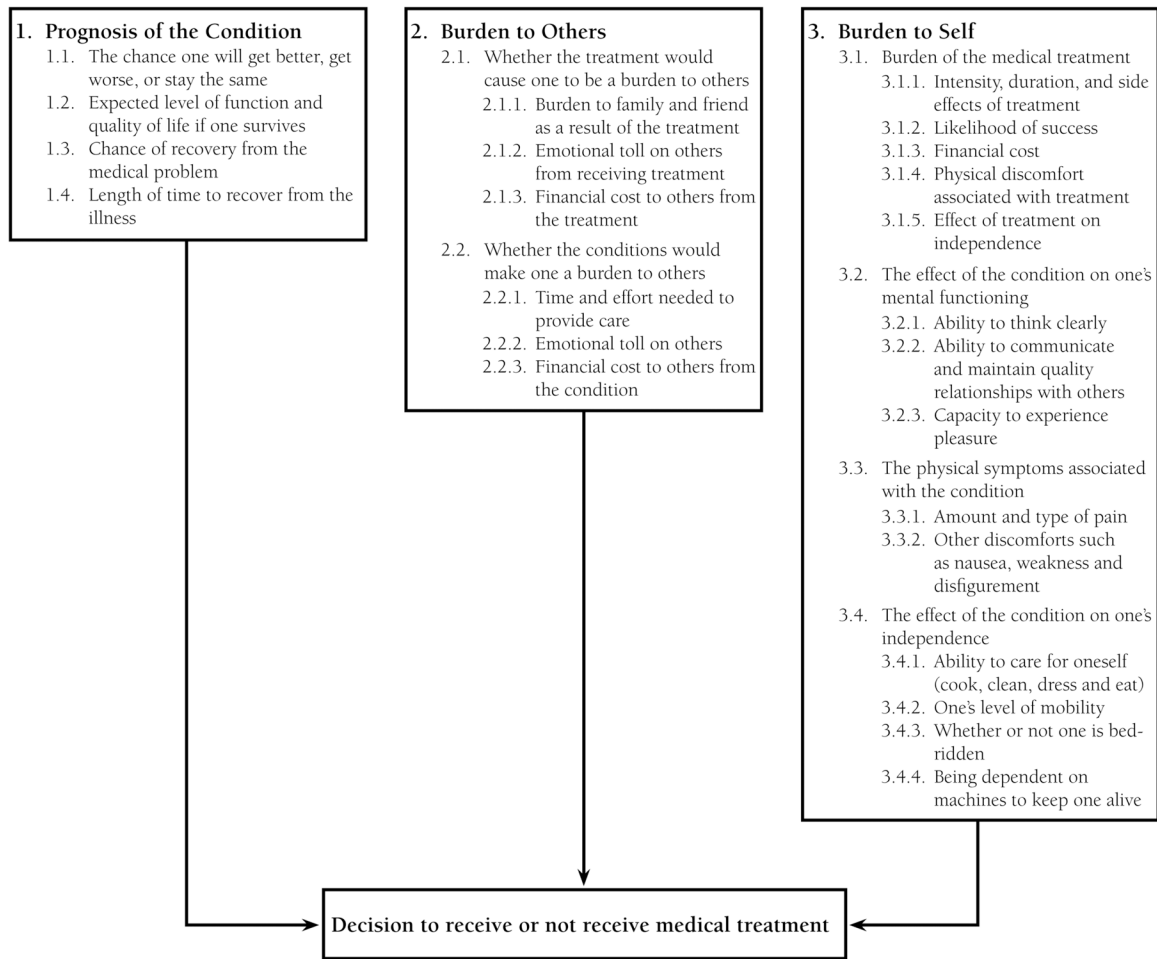 1. Prognosis of the Condition
1.1. The chance one will get better, get
worse, or stay the same
1.2. Expected level of function and
quality of life if one survives
1.3. Chance of recovery from the
medical problem
1.4. Length of time to recover from the
illness
2. Burden to Others
2.1. Whether the treatment would
cause one to be a burden to others
2.1.1. Burden to family and friend
as a result of the treatment
2.1.2. Emotional toll on others
from receiving treatment
2.1.3. Financial cost to others from
the treatment
2.2. Whether the conditions would
make one a burden to others
2.2.1. Time and effort needed to
provide care
2.2.2. Emotional toll on others
2.2.3. Financial cost to others from
the condition
3. Burden to Self
3.1. Burden of the medical treatment
3.1.1. Intensity, duration, and side
effects of treatment
3.1.2. Likelihood of success
3.1.3. Financial cost
3.1.4. Physical discomfort
associated with treatment
3.1.5. Effect of treatment on
independence
3.2. The effect of the condition on one's
mental functioning
3.2.1. Ability to think clearly
3.2.2. Ability to communicate
and maintain quality
relationships with others
3.2.3. Capacity to experience
pleasure
3.3. The physical symptoms associated
with the condition
3.3.1. Amount and type of pain
3.3.2. Other discomforts such
as nausea, weakness and
disfigurement
3.4. The effect of the condition on one's
independence
3.4.1. Ability to care for oneself
(cook, clean, dress and eat)
3.4.2. One's level of mobility
3.4.3. Whether or not one is bed-
ridden
3.4.4. Being dependent on
machines to keep one alive
Decision to receive or not receive medical treatment